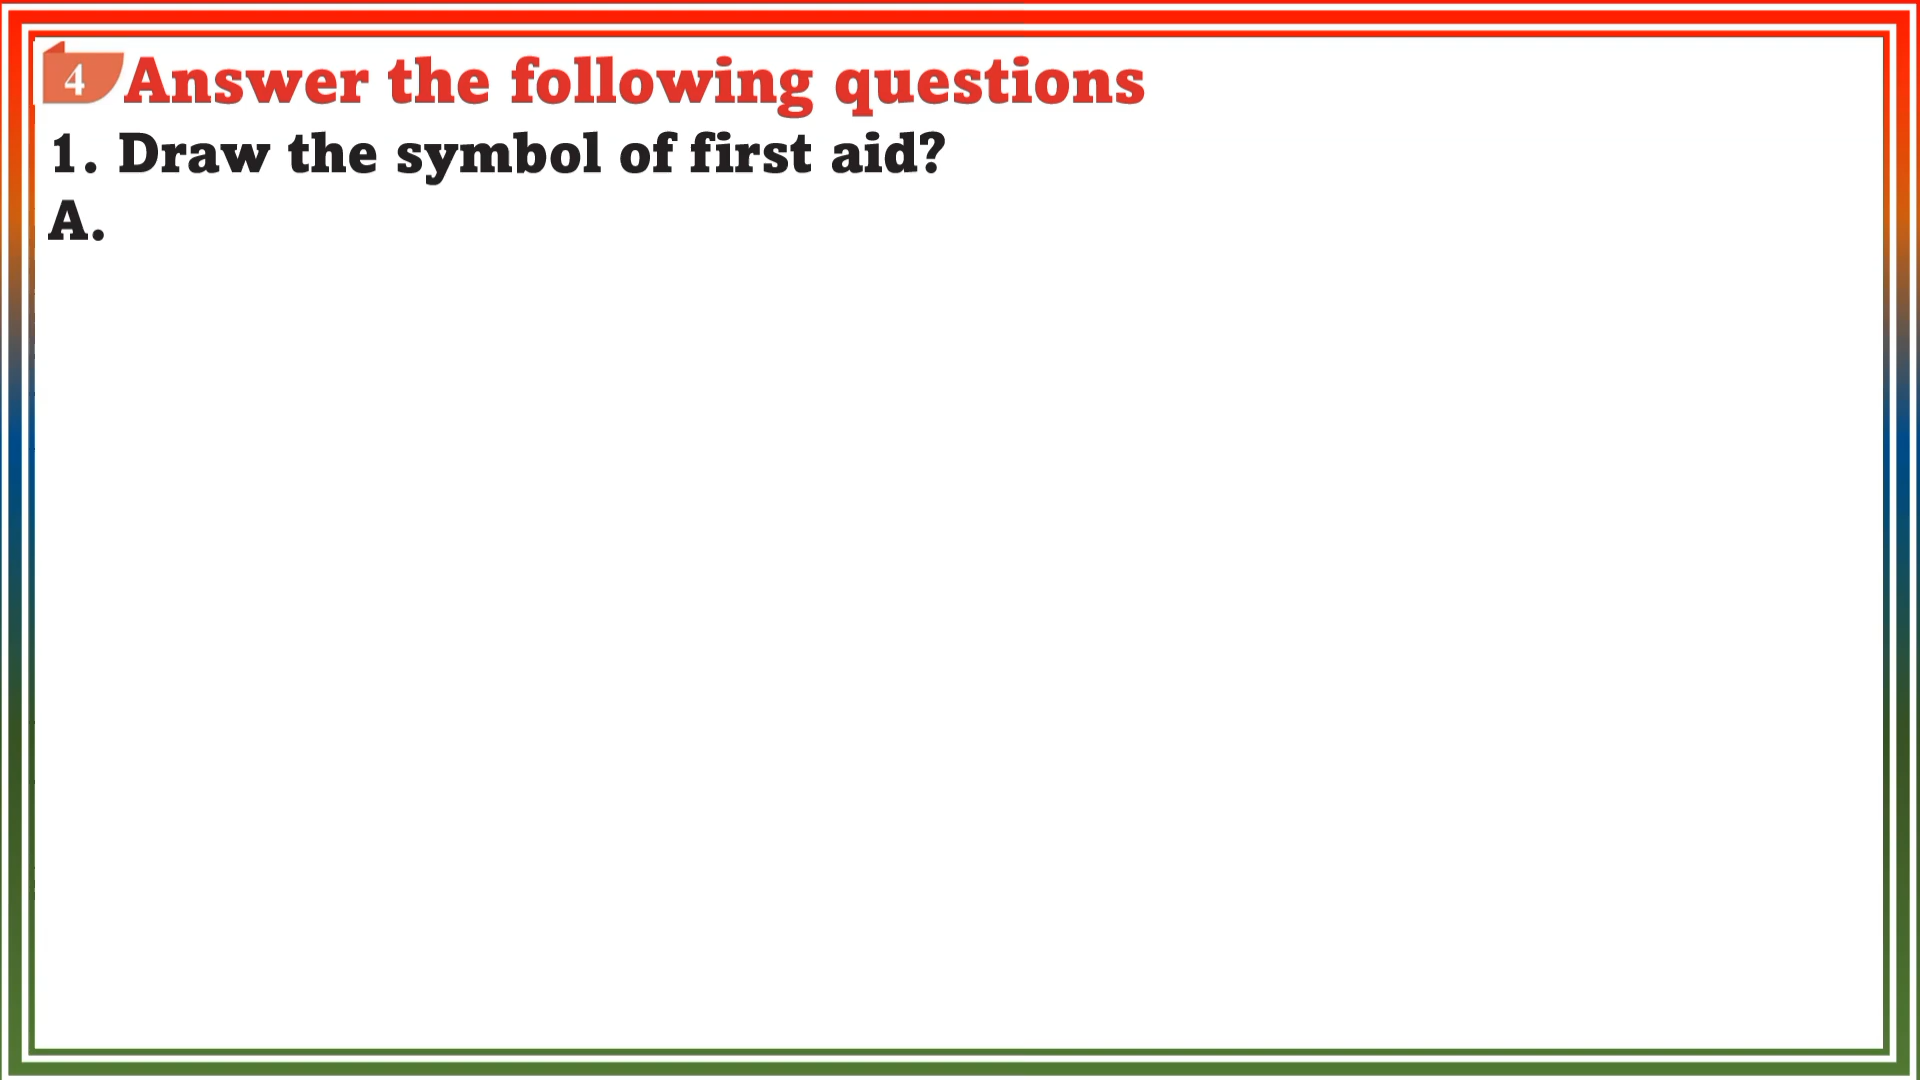 4 Answer the following questions
1. Draw the symbol of first aid?
A.